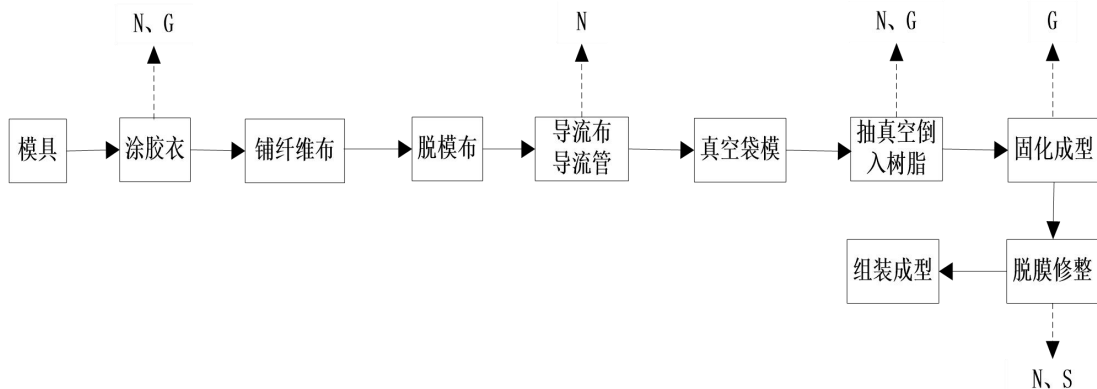 N、G
N
N、G
G
模具
涂胶衣
铺纤维布
脱模布
导流布
导流管
真空袋模
抽真空倒
入树脂
固化成型
组装成型
脱膜修整
N、S